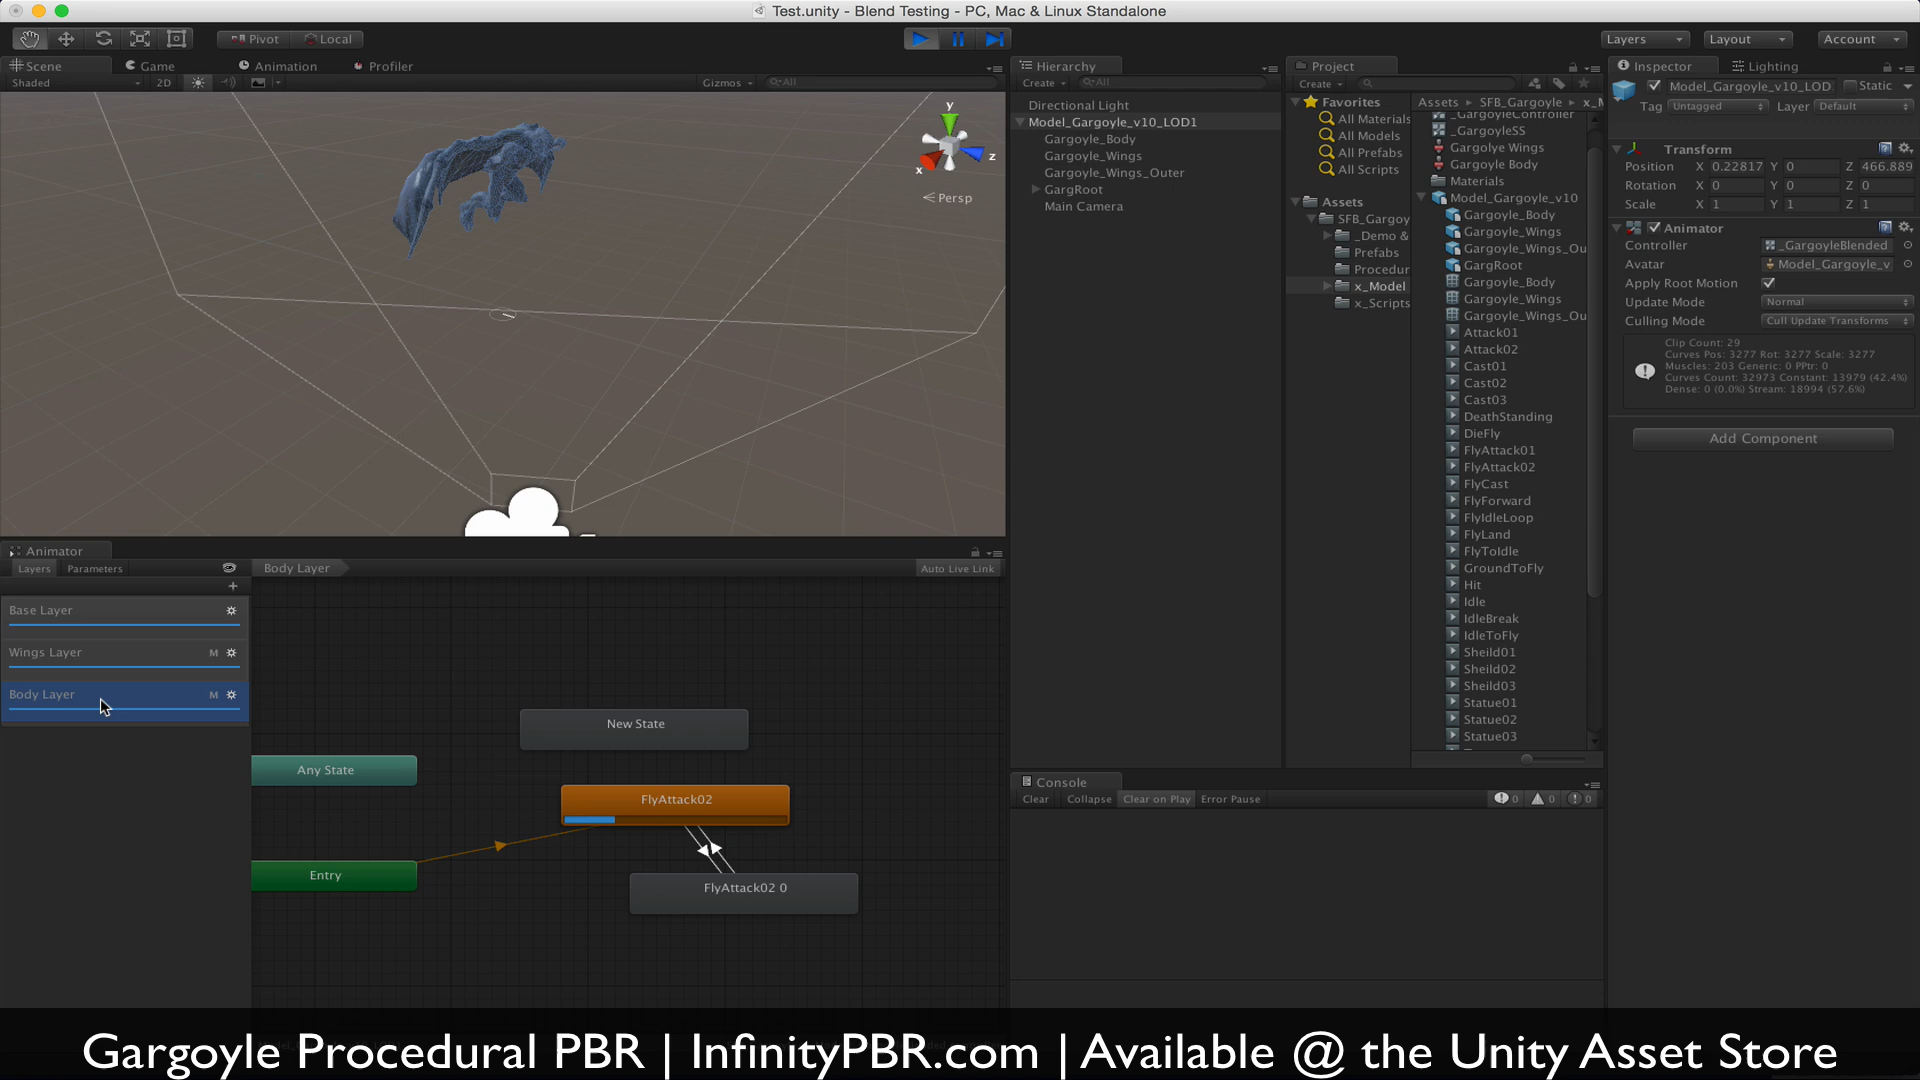 Test.unity - Blend Testing - PC, Mac & Linux Standalone
Pivot Local
Layers Layout Account
Scene Game Animation Profiler
Shaded 2D Gizmos All
y
z
x
Persp
Hierarchy
Create All
Directional Light
Model_Gargoyle_v10_LOD1
Gargoyle_Body
Gargoyle_Wings
Gargoyle_Wings_Outer
GargRoot
Main Camera
Project
Create
Favorites
All Materials
All Models
All Prefabs
All Scripts
Assets
SFB_Gargoy
_Demo &
Prefabs
Procedur
x_Model
x_Scripts
Assets SFB_Gargoyle x_M
_GargoyleController
_GargoyleSS
Gargolye Wings
Gargoyle Body
Materials
Model_Gargoyle_v10
Gargoyle_Body
Gargoyle_Wings
Gargoyle_Wings_Ou
GargRoot
Gargoyle_Body
Gargoyle_Wings
Gargoyle_Wings_Ou
Attack01
Attack02
Cast01
Cast02
Cast03
DeathStanding
DieFly
FlyAttack01
FlyAttack02
FlyCast
FlyForward
FlyIdleLoop
FlyLand
FlyToIdle
GroundToFly
Hit
Idle
IdleBreak
IdleToFly
Sheild01
Sheild02
Sheild03
Statue01
Statue02
Statue03
Inspector Lighting
Model_Gargoyle_v10_LOD Static
Tag Untagged Layer Default
Transform
Position X 0.22817 Y 0 Z 466.889
Rotation X 0 Y 0 Z 0
Scale X 1 Y 1 Z 1
Animator
Controller _GargoyleBlended
Avatar Model_Gargoyle_v
Apply Root Motion
Update Mode Normal
Culling Mode Cull Update Transforms
Clip Count: 29
Curves Pos: 3277 Rot: 3277 Scale: 3277
Muscles: 203 Generic: 0 PPtr: 0
Curves Count: 32973 Constant: 13979 (42.4%)
Dense: 0 (0.0%) Stream: 18994 (57.6%)
Add Component
Animator
Layers Parameters
Body Layer Auto Live Link
Base Layer
Wings Layer M
Body Layer M
New State
Any State
FlyAttack02
Entry
FlyAttack02 0
Console
Clear Collapse Clear on Play Error Pause 0 0 0
Gargoyle Procedural PBR | InfinityPBR.com | Available @ the Unity Asset Store